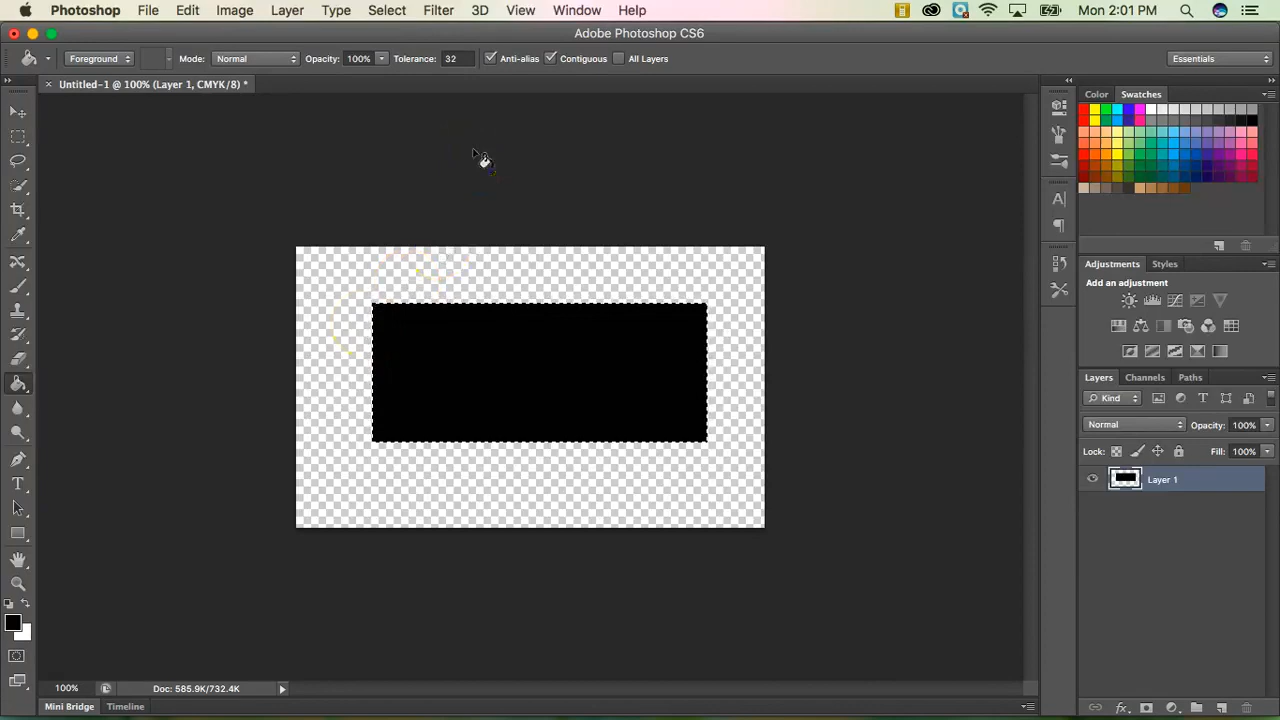 Photoshop File Edit Image Layer Type Select Filter 3D View Window Help Mon 2:01 PM
Adobe Photoshop CS6
Foreground Mode: Normal Opacity: 100% Tolerance: 32 Anti-alias Contiguous All Layers Essentials
Untitled-1 @ 100% (Layer 1, CMYK/8) *
Color Swatches
Adjustments Styles
Add an adjustment
Layers Channels Paths
Kind
Normal Opacity: 100%
Lock: Fill: 100%
Layer 1
100% Doc: 585.9K/732.4K
Mini Bridge Timeline